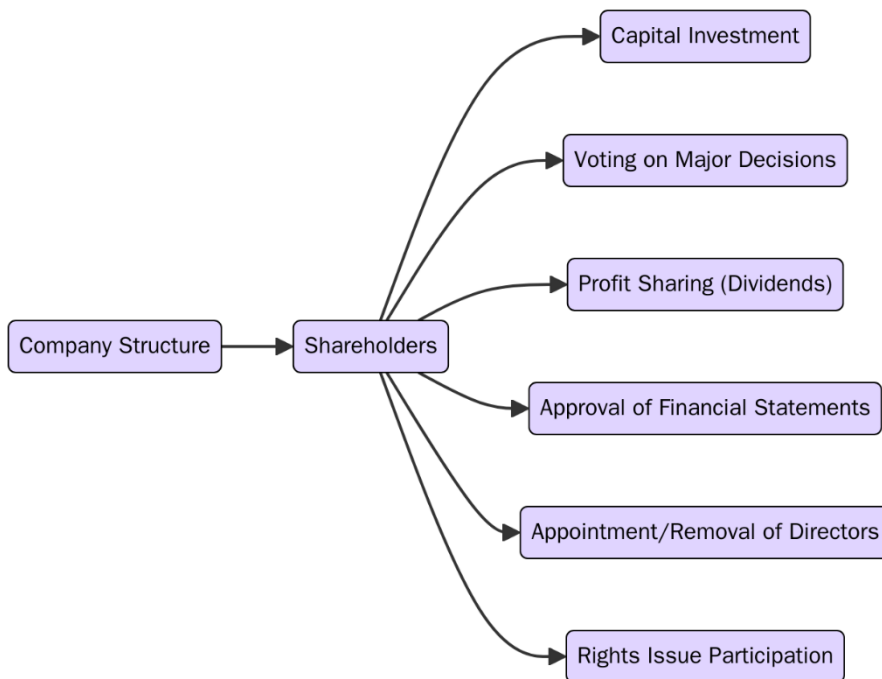 Company Structure
Shareholders
Capital Investment
Voting on Major Decisions
Profit Sharing (Dividends)
Approval of Financial Statements
Appointment/Removal of Directors
Rights Issue Participation